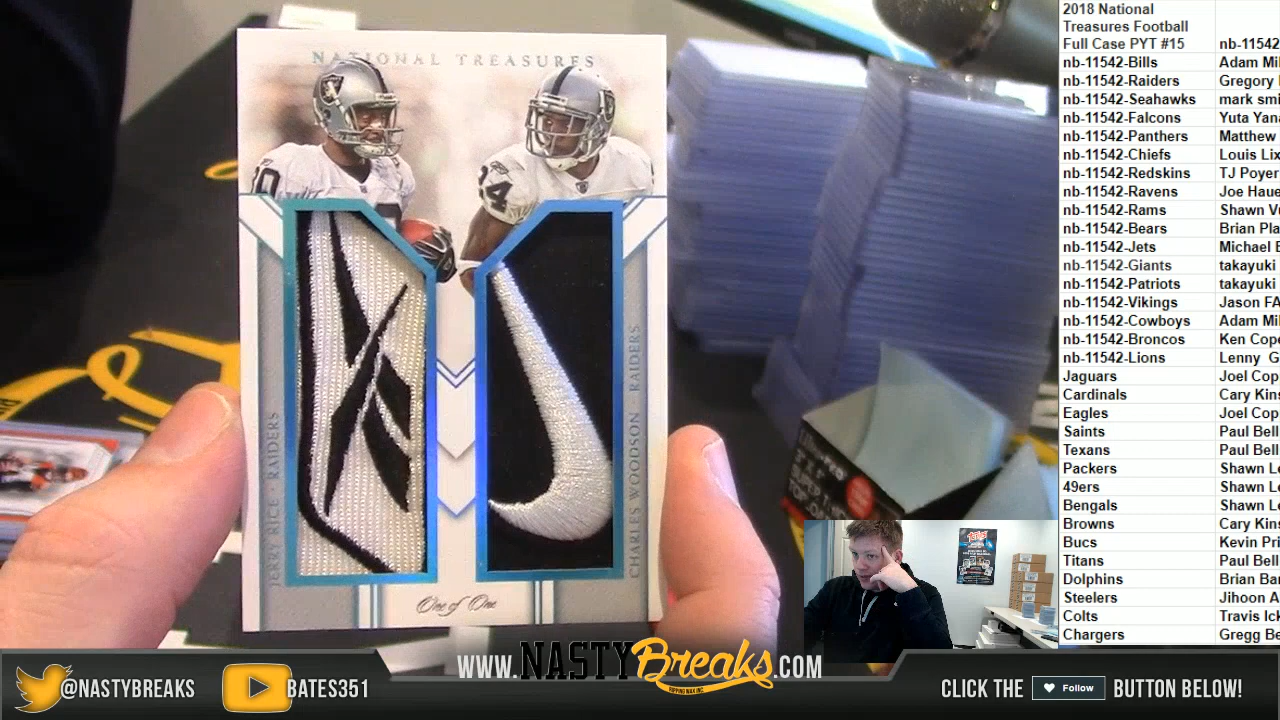 NATIONAL TREASURES
80
24
JERRY RICE · RAIDERS
CHARLES WOODSON · RAIDERS
One of One
2018 National
Treasures Football
Full Case PYT #15 nb-11542
nb-11542-Bills Adam Mil
nb-11542-Raiders Gregory
nb-11542-Seahawks mark smi
nb-11542-Falcons Yuta Yana
nb-11542-Panthers Matthew
nb-11542-Chiefs Louis Lix
nb-11542-Redskins TJ Poyer
nb-11542-Ravens Joe Haue
nb-11542-Rams Shawn Vu
nb-11542-Bears Brian Pla
nb-11542-Jets Michael B
nb-11542-Giants takayuki
nb-11542-Patriots takayuki
nb-11542-Vikings Jason FA
nb-11542-Cowboys Adam Mil
nb-11542-Broncos Ken Cope
nb-11542-Lions Lenny G
Jaguars Joel Cop
Cardinals Cary Kins
Eagles Joel Cop
Saints Paul Bell
Texans Paul Bell
Packers Shawn Le
49ers Shawn Le
Bengals Shawn Le
Browns Cary Kins
Bucs Kevin Pri
Titans Paul Bell
Dolphins Brian Bar
Steelers Jihoon A
Colts Travis Ick
Chargers Gregg Be
@NASTYBREAKS
BATES351
WWW.NASTYBreaks.COM
RIPPING WAX INC.
CLICK THE Follow BUTTON BELOW!